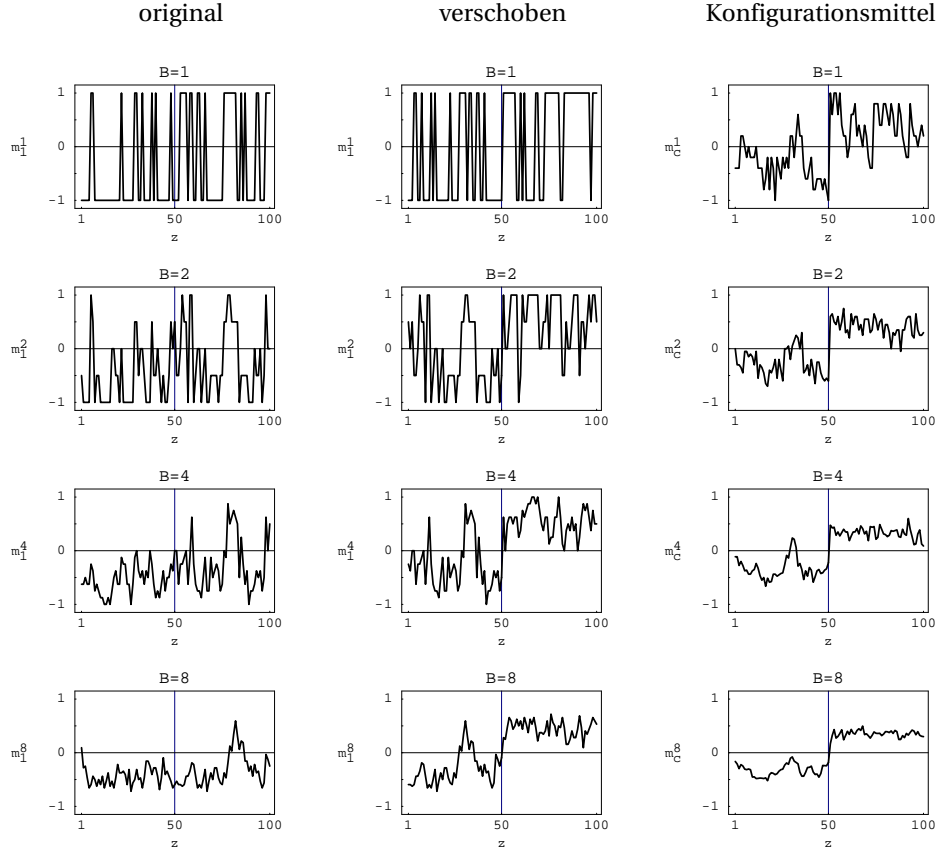 original verschoben Konfigurationsmittel
B=1 B=1 B=1
1 1 1
m₁¹ 0 m₁¹ 0 m_c¹ 0
-1 -1 -1
1 50 100 1 50 100 1 50 100
z z z
B=2 B=2 B=2
1 1 1
m₁² 0 m₁² 0 m_c² 0
-1 -1 -1
1 50 100 1 50 100 1 50 100
z z z
B=4 B=4 B=4
1 1 1
m₁⁴ 0 m₁⁴ 0 m_c⁴ 0
-1 -1 -1
1 50 100 1 50 100 1 50 100
z z z
B=8 B=8 B=8
1 1 1
m₁⁸ 0 m₁⁸ 0 m_c⁸ 0
-1 -1 -1
1 50 100 1 50 100 1 50 100
z z z